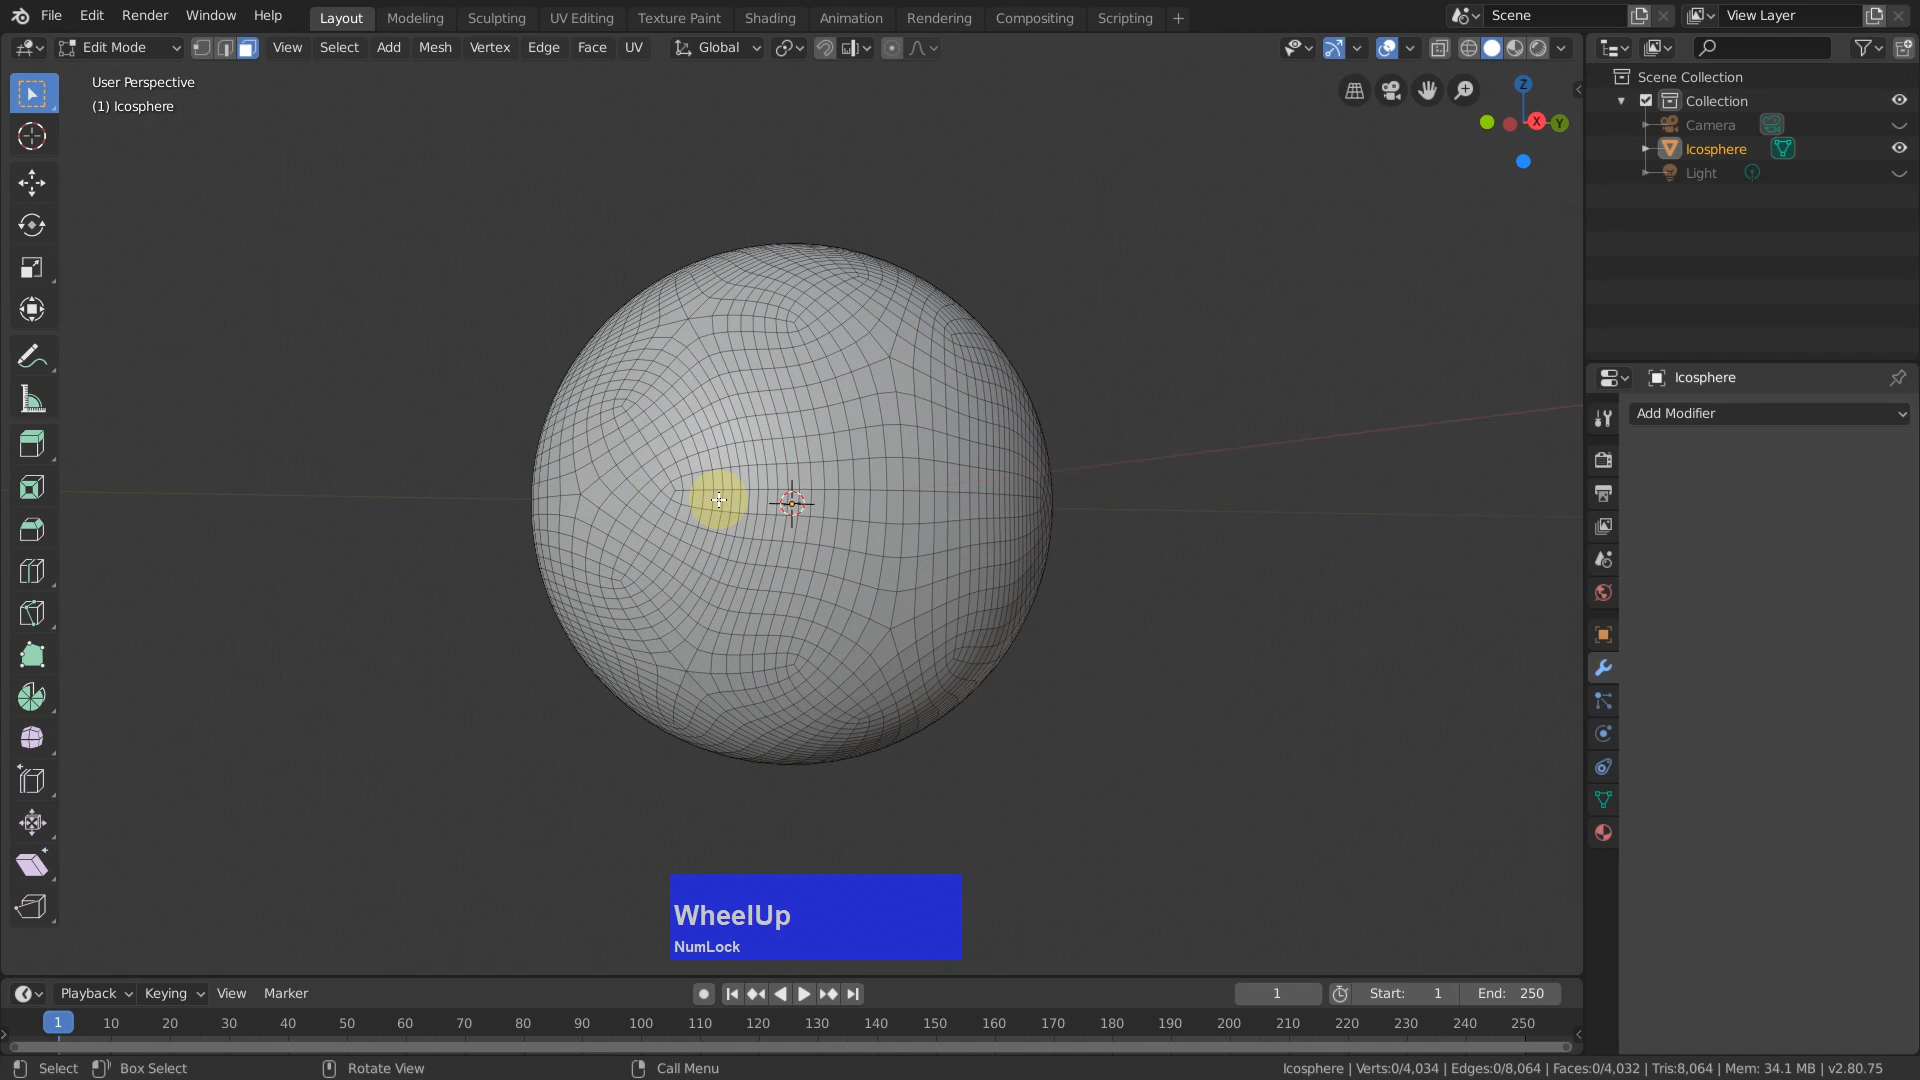 File Edit Render Window Help Layout Modeling Sculpting UV Editing Texture Paint Shading Animation Rendering Compositing Scripting + Scene View Layer
Edit Mode View Select Add Mesh Vertex Edge Face UV Global
User Perspective
(1) Icosphere
Z
X
Y
Scene Collection
Collection
Camera
Icosphere
Light
Icosphere
Add Modifier
WheelUp
NumLock
Playback Keying View Marker 1 Start: 1 End: 250
1 10 20 30 40 50 60 70 80 90 100 110 120 130 140 150 160 170 180 190 200 210 220 230 240 250
Select Box Select Rotate View Call Menu Icosphere | Verts:0/4,034 | Edges:0/8,064 | Faces:0/4,032 | Tris:8,064 | Mem: 34.1 MB | v2.80.75